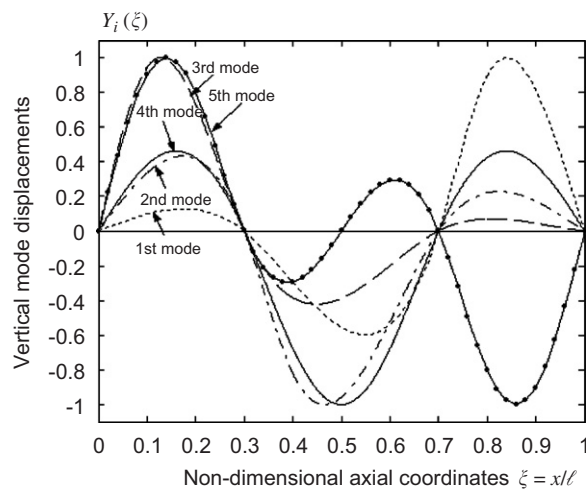 Y_i(ξ)
1
0.8
0.6
0.4
0.2
0
-0.2
-0.4
-0.6
-0.8
-1
Vertical mode displacements
3rd mode
5th mode
4th mode
2nd mode
1st mode
0 0.1 0.2 0.3 0.4 0.5 0.6 0.7 0.8 0.9 1
Non-dimensional axial coordinates ξ = x/ℓ